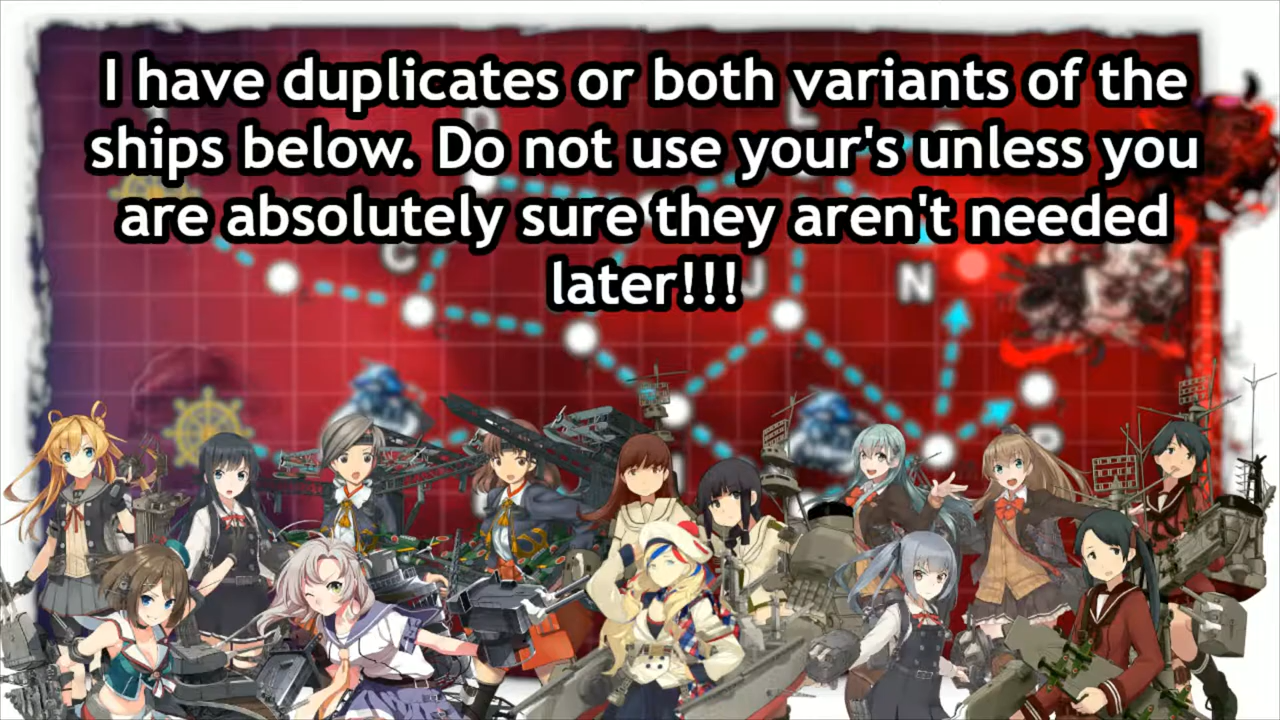 I have duplicates or both variants of the
ships below. Do not use your's unless you
are absolutely sure they aren't needed
later!!!
C
J
N